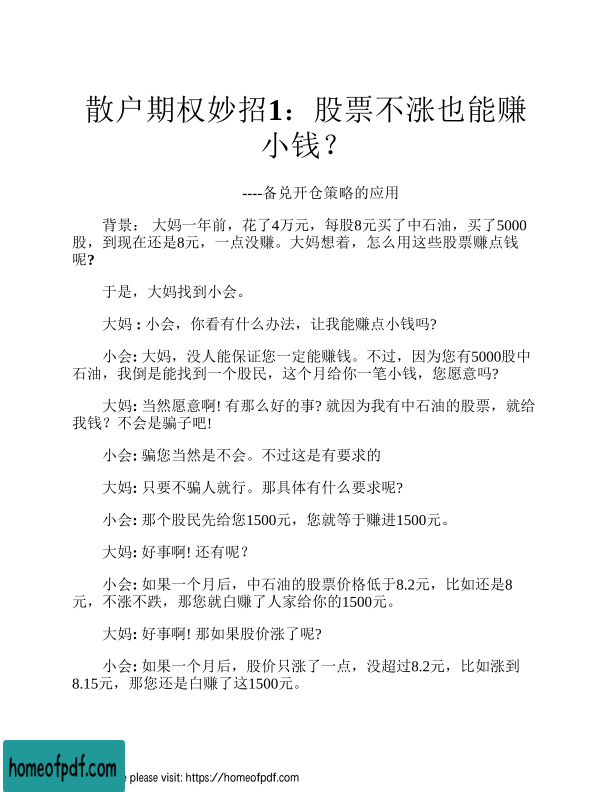 散户期权妙招1：股票不涨也能赚
小钱？
----备兑开仓策略的应用
背景： 大妈一年前，花了4万元，每股8元买了中石油，买了5000
股，到现在还是8元，一点没赚。大妈想着，怎么用这些股票赚点钱
呢?
于是，大妈找到小会。
大妈 : 小会，你看有什么办法，让我能赚点小钱吗?
小会: 大妈，没人能保证您一定能赚钱。不过，因为您有5000股中
石油，我倒是能找到一个股民，这个月给你一笔小钱，您愿意吗?
大妈: 当然愿意啊! 有那么好的事? 就因为我有中石油的股票，就给
我钱？不会是骗子吧!
小会: 骗您当然是不会。不过这是有要求的
大妈: 只要不骗人就行。那具体有什么要求呢?
小会: 那个股民先给您1500元，您就等于赚进1500元。
大妈: 好事啊! 还有呢？
小会: 如果一个月后，中石油的股票价格低于8.2元，比如还是8
元，不涨不跌，那您就白赚了人家给你的1500元。
大妈: 好事啊! 那如果股价涨了呢?
小会: 如果一个月后，股价只涨了一点，没超过8.2元，比如涨到
8.15元，那您还是白赚了这1500元。
homeofpdf.com
e please visit: https://homeofpdf.com